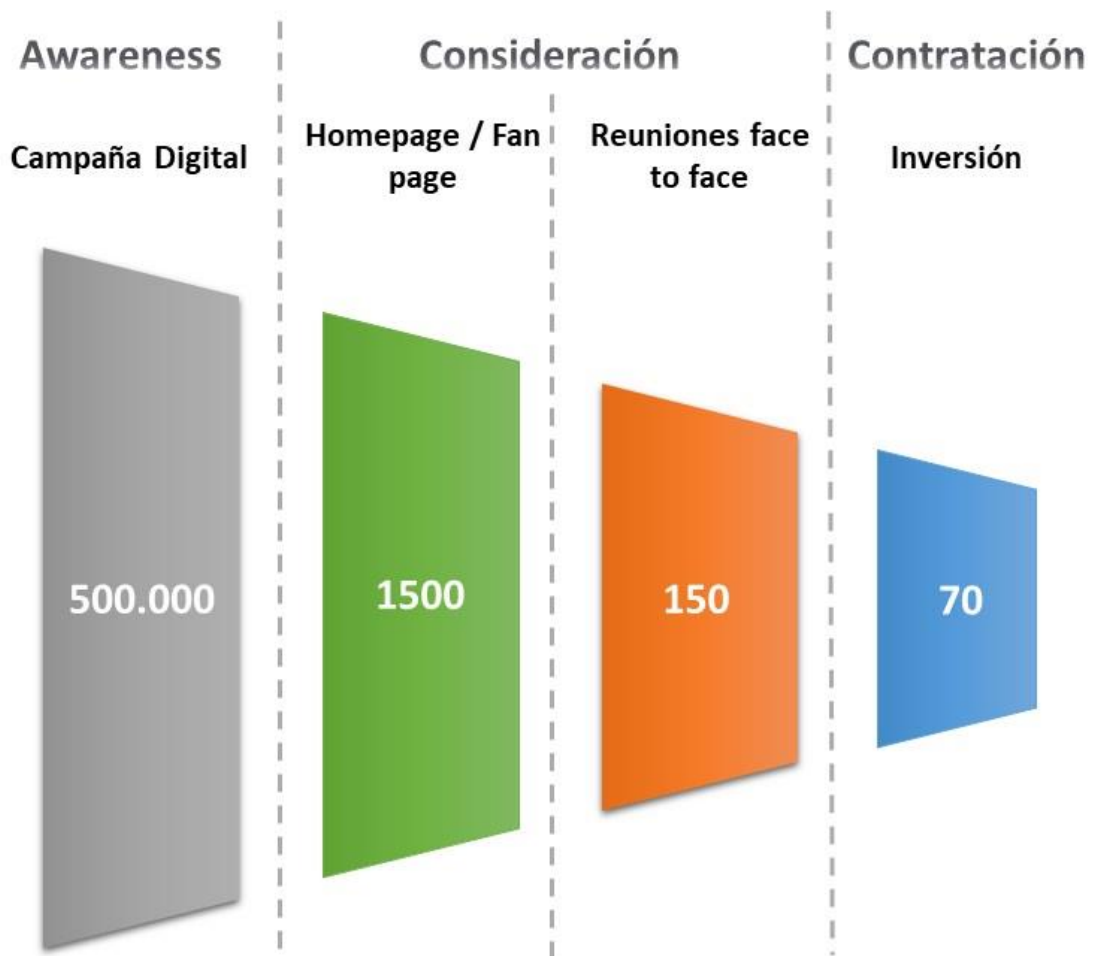 Awareness
Consideración
Contratación
Campaña Digital
Homepage / Fan
page
Reuniones face
to face
Inversión
500.000
1500
150
70